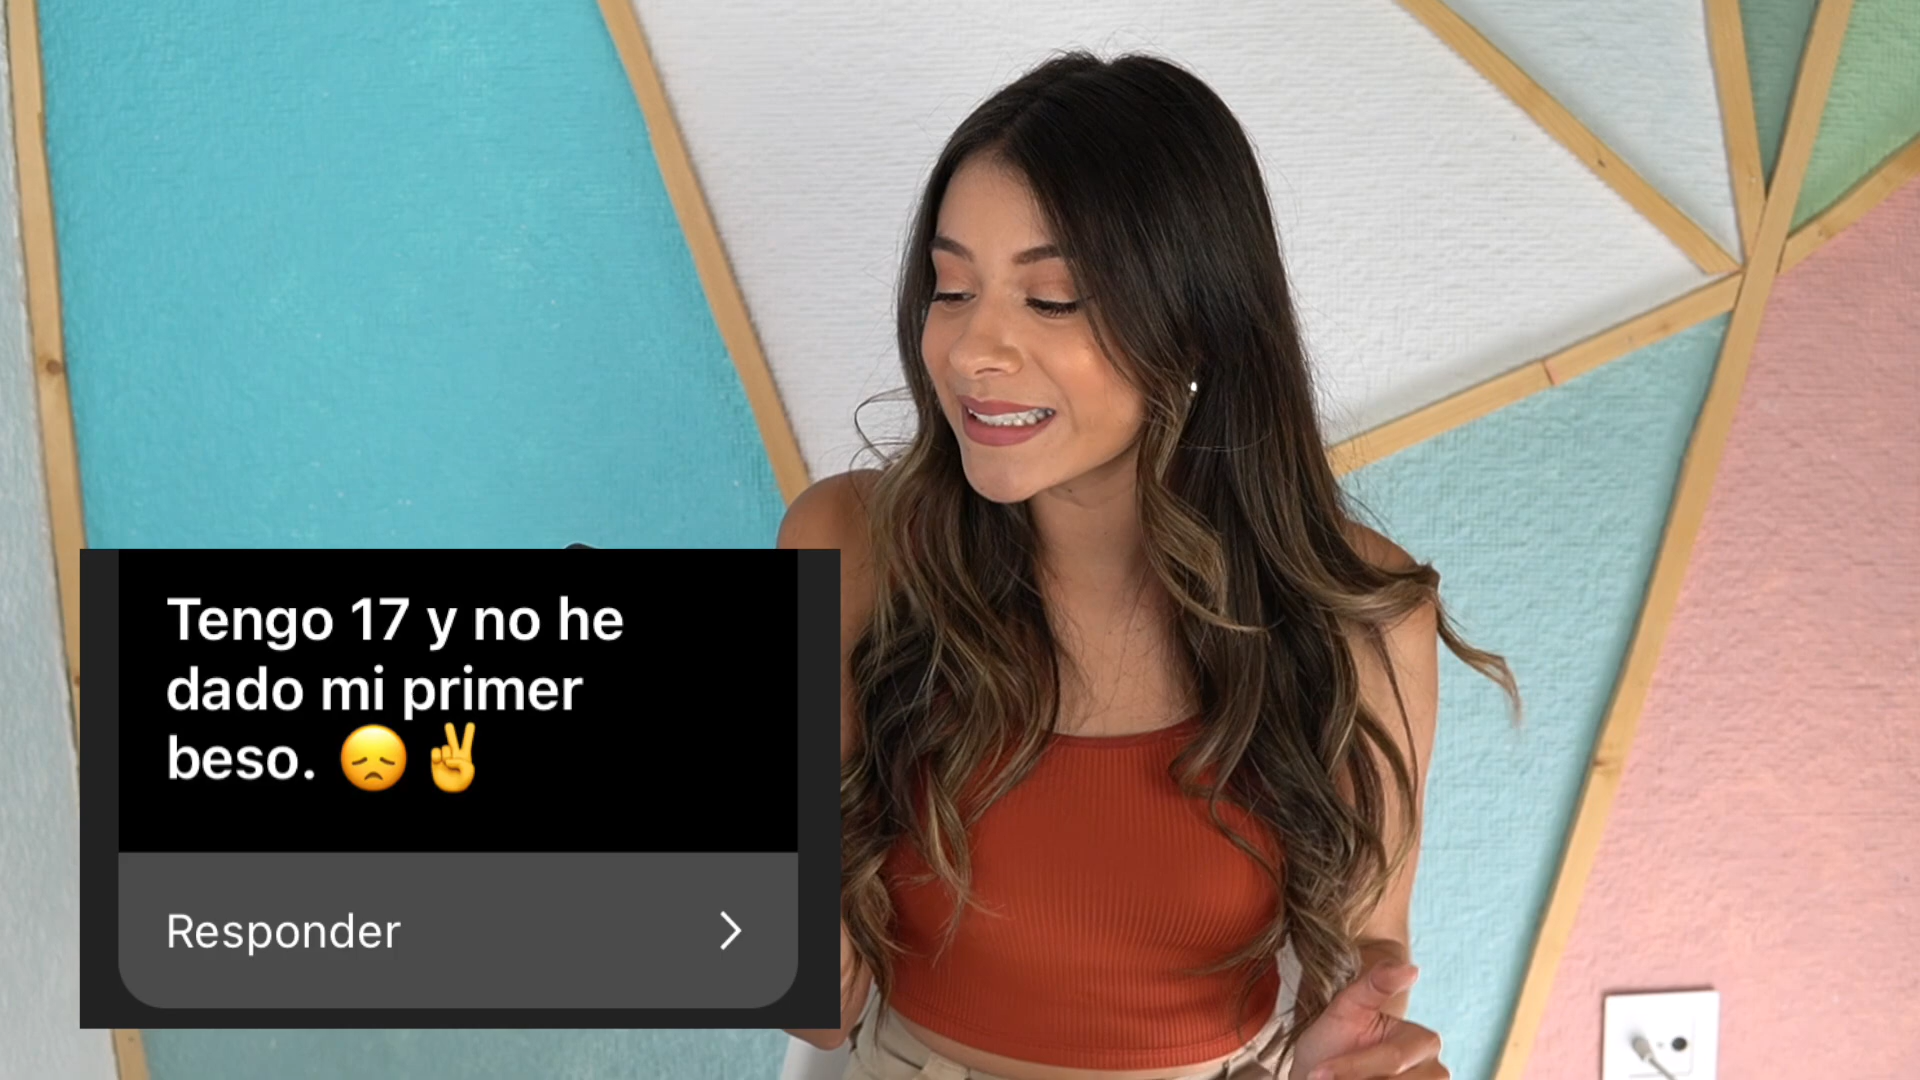 Tengo 17 y no he
dado mi primer
beso. 😞✌️
Responder